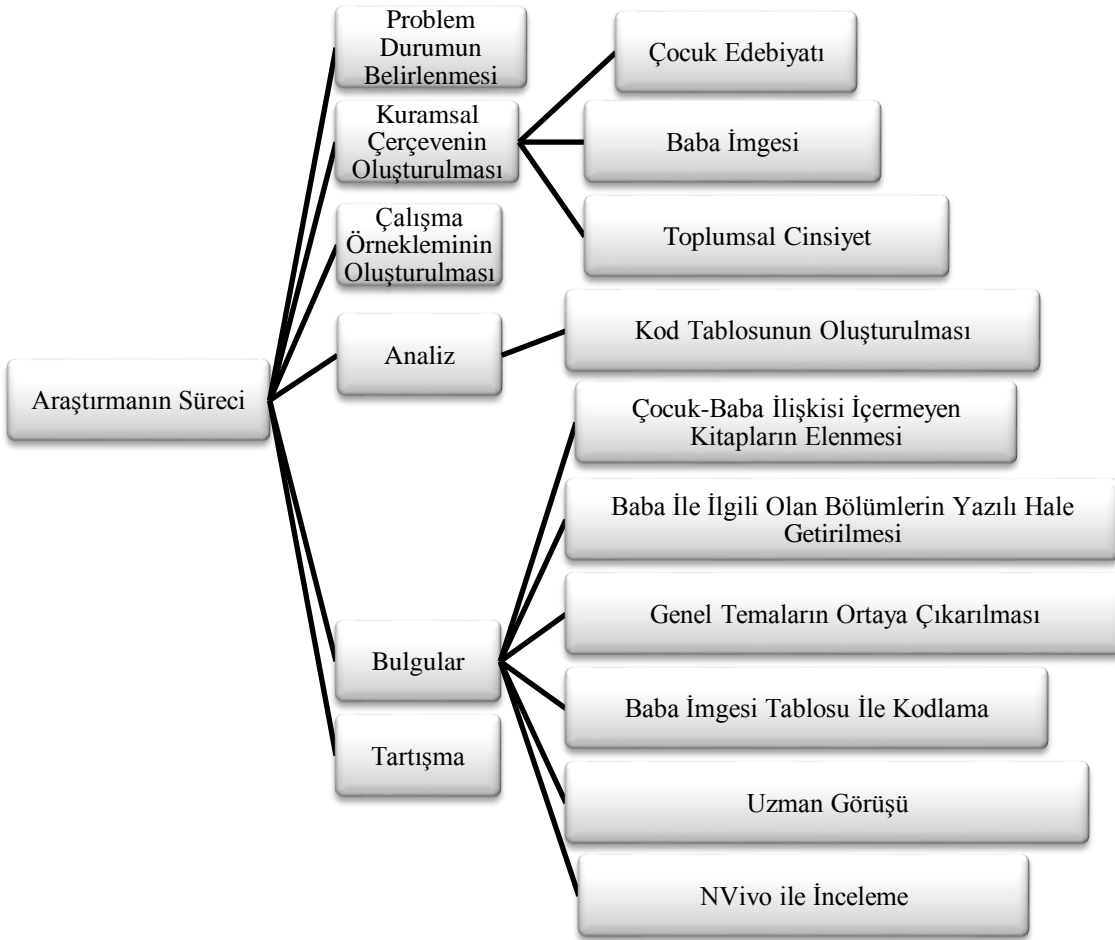 Araştırmanın Süreci
Problem
Durumun
Belirlenmesi
Kuramsal
Çerçevenin
Oluşturulması
Çocuk Edebiyatı
Baba İmgesi
Toplumsal Cinsiyet
Çalışma
Örnekleminin
Oluşturulması
Analiz
Kod Tablosunun Oluşturulması
Bulgular
Çocuk-Baba İlişkisi İçermeyen
Kitapların Elenmesi
Baba İle İlgili Olan Bölümlerin Yazılı Hale
Getirilmesi
Genel Temaların Ortaya Çıkarılması
Baba İmgesi Tablosu İle Kodlama
Uzman Görüşü
NVivo ile İnceleme
Tartışma